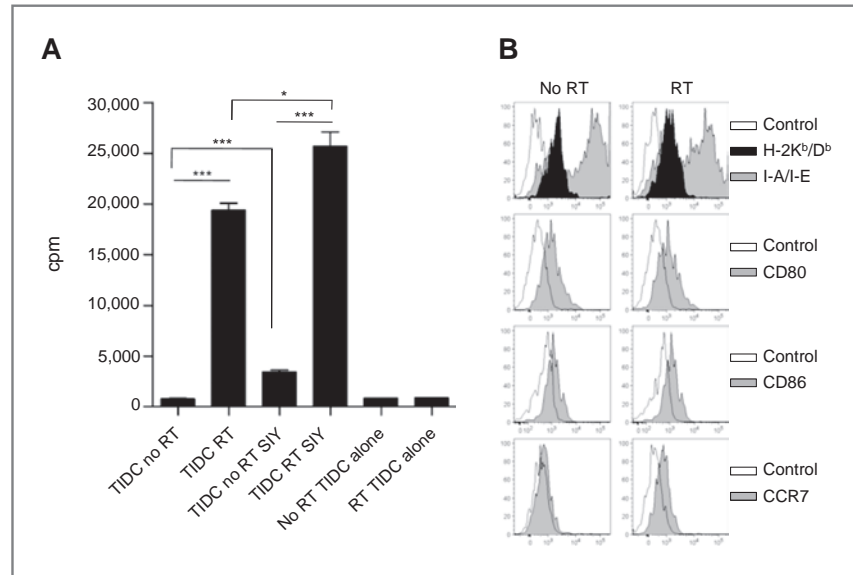 A
30,000
25,000
20,000
15,000
10,000
5,000
0
cpm
***
***
*
***
TIDC no RT
TIDC RT
TIDC no RT SIY
TIDC RT SIY
No RT TIDC alone
RT TIDC alone
B
No RT
RT
Control
H-2Kᵇ/Dᵇ
I-A/I-E
Control
CD80
Control
CD86
Control
CCR7